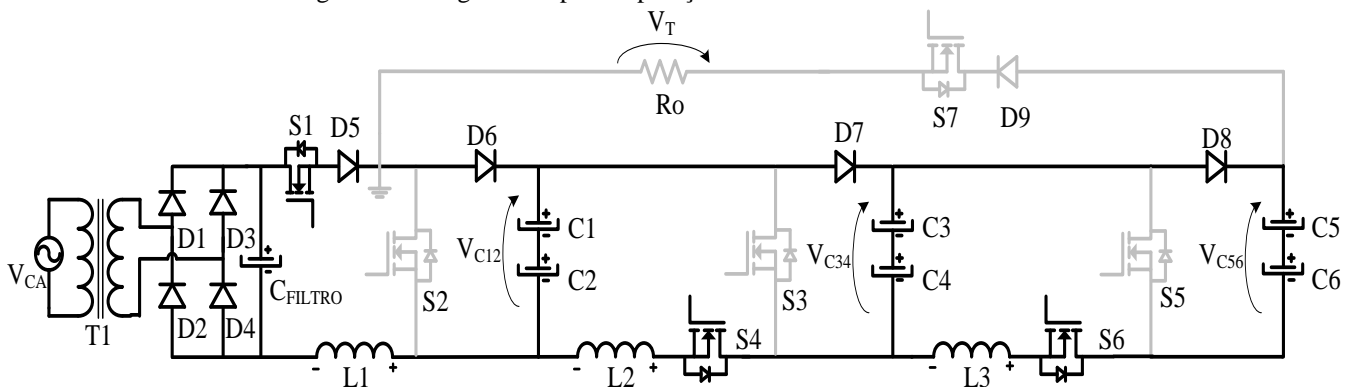 V_T
Ro
S7
D9
S1
D5
D6
D7
D8
D1
D3
C1
C3
C5
V_CA
C_FILTRO
S2
V_C12
C2
S3
V_C34
C4
S5
V_C56
C6
T1
D2
D4
S4
S6
- L1 +
- L2 +
- L3 +